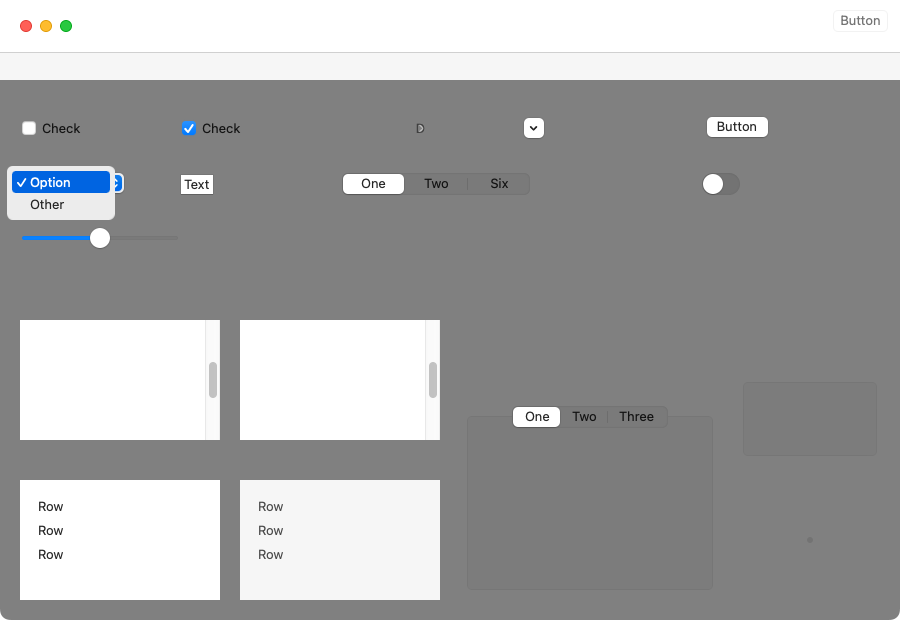 Button
Check
Check
D
Button
Option
Other
Text
One Two Six
One Two Three
Row
Row
Row
Row
Row
Row